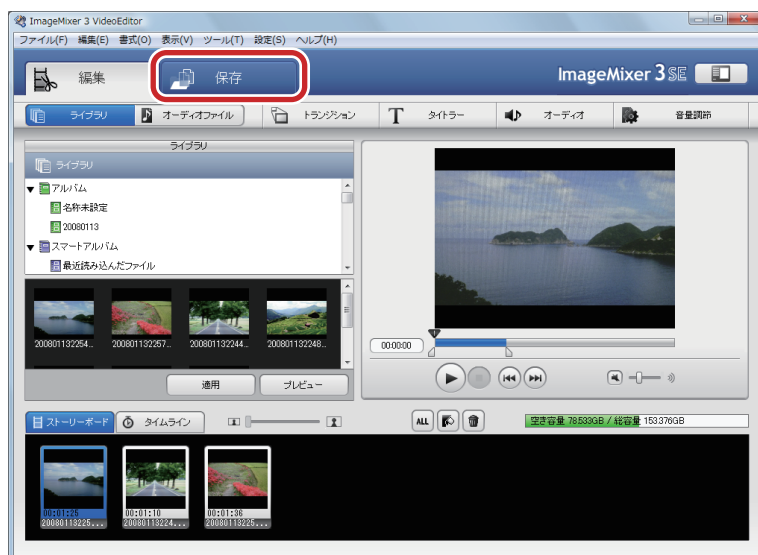 ImageMixer 3 VideoEditor
ファイル(F) 編集(E) 書式(O) 表示(V) ツール(T) 設定(S) ヘルプ(H)
編集 保存 ImageMixer 3 SE
ライブラリ オーディオファイル トランジション T タイトラー オーディオ 音量調節
ライブラリ
ライブラリ
アルバム
名称未設定
20080113
スマートアルバム
最近読み込んだファイル
200801132254... 200801132257... 200801132244... 200801132248...
00:00:00
適用 プレビュー
ストーリーボード タイムライン ALL 空き容量 78.533GB / 総容量 153.376GB
00:01:25 00:01:10 00:01:36
20080113225... 20080113224... 20080113225...